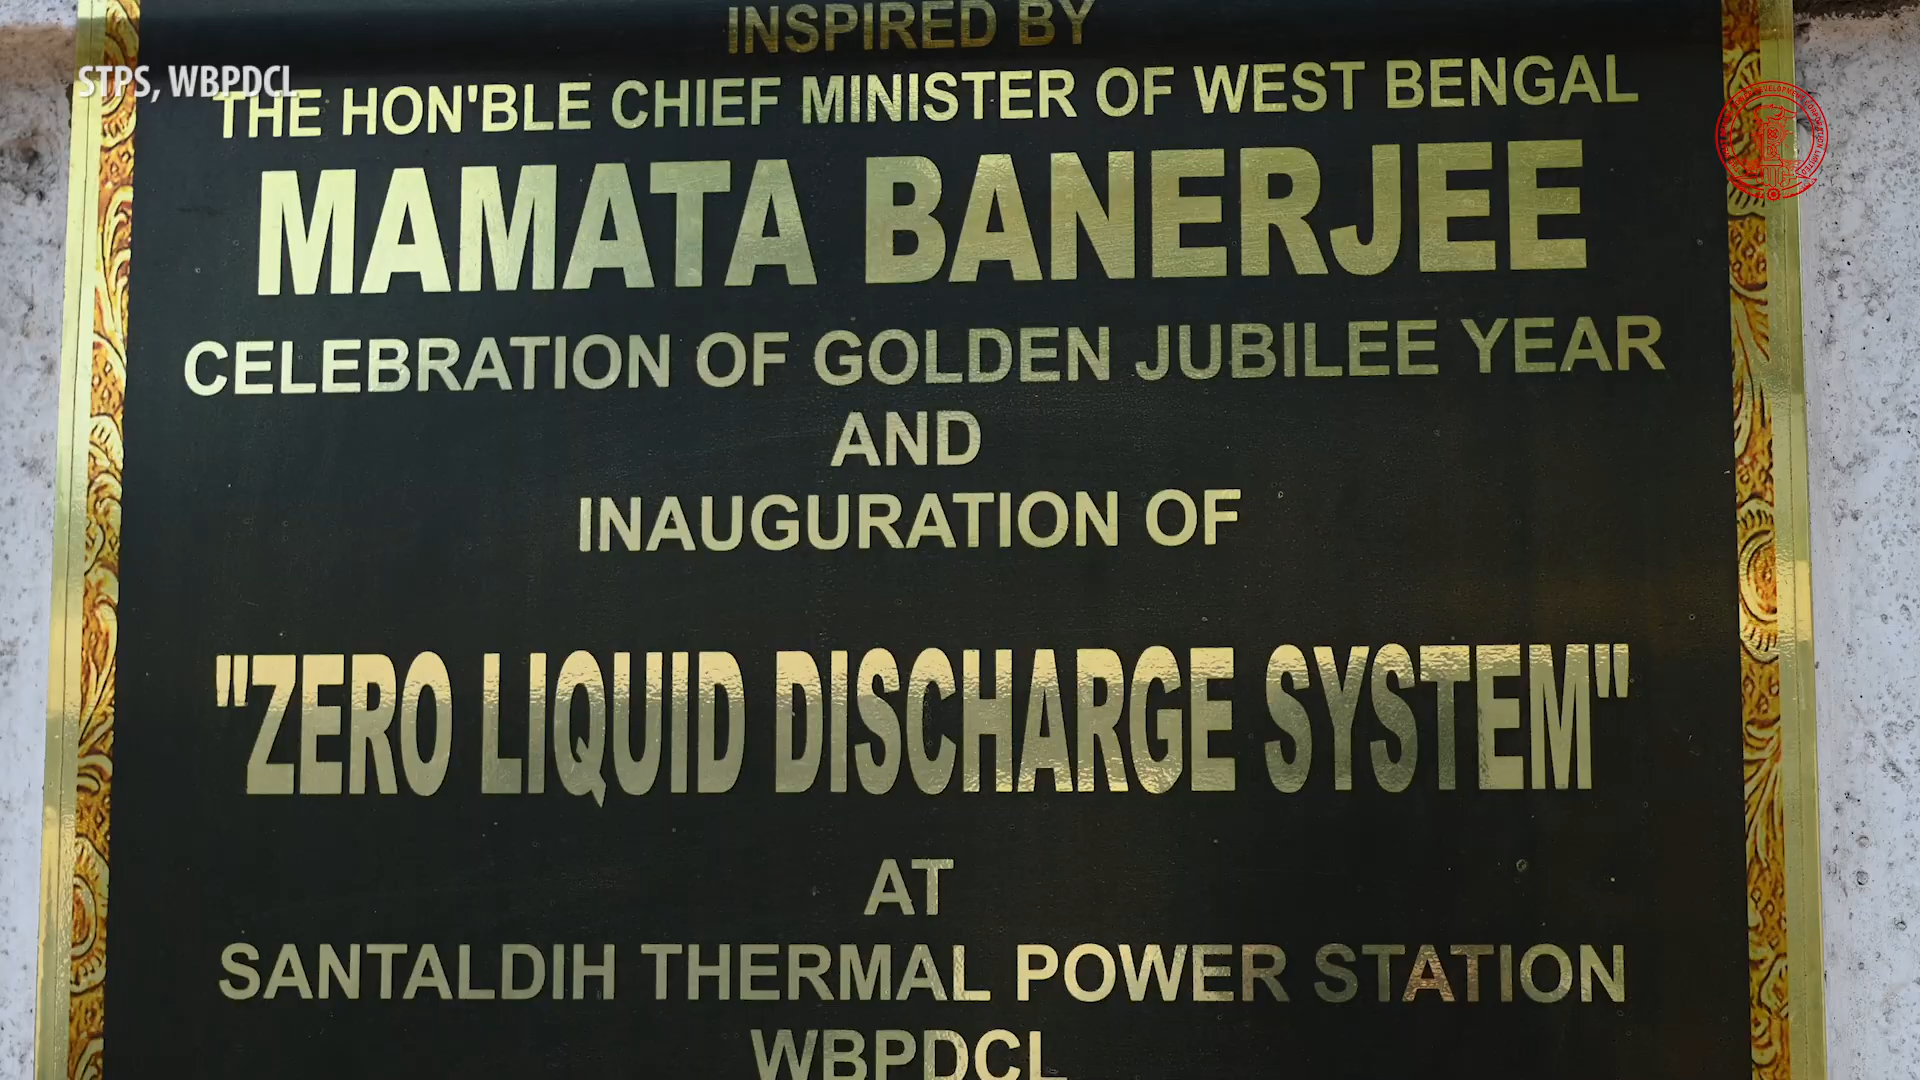 STPS, WBPDCL
INSPIRED BY
THE HON'BLE CHIEF MINISTER OF WEST BENGAL
MAMATA BANERJEE
CELEBRATION OF GOLDEN JUBILEE YEAR
AND
INAUGURATION OF
"ZERO LIQUID DISCHARGE SYSTEM"
AT
SANTALDIH THERMAL POWER STATION
WBPDCL